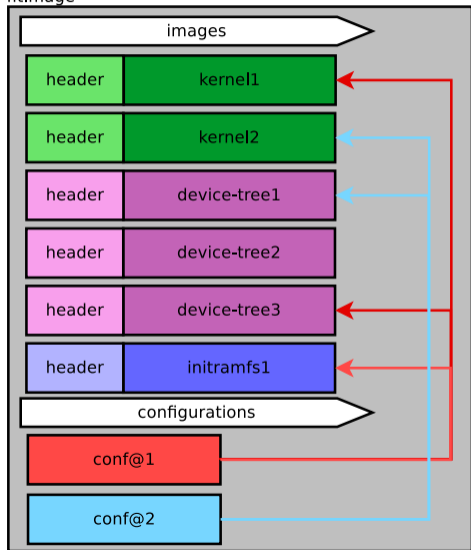 images
header kernel1
header kernel2
header device-tree1
header device-tree2
header device-tree3
header initramfs1
configurations
conf@1
conf@2